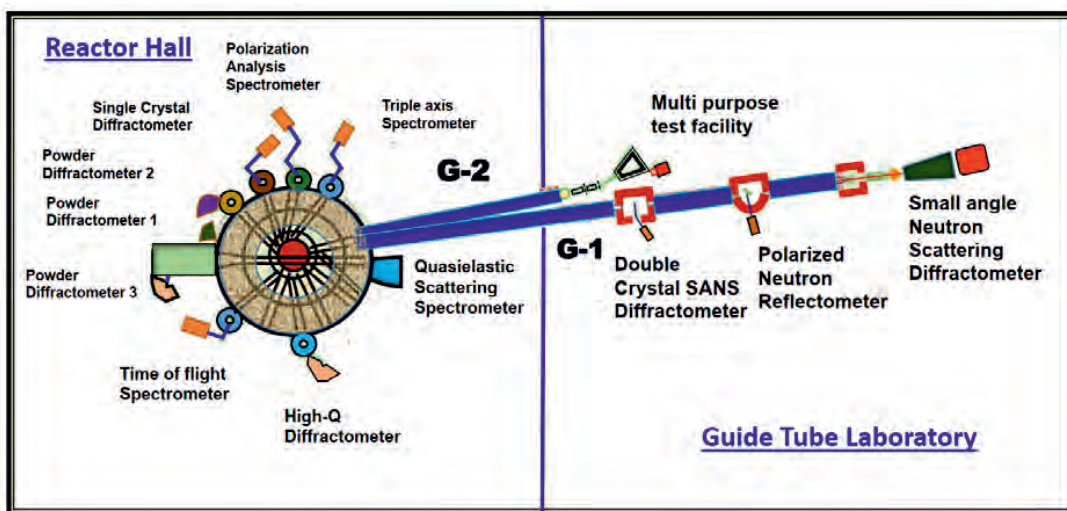 Reactor Hall
Polarization
Analysis
Spectrometer
Single Crystal
Diffractometer
Triple axis
Spectrometer
Powder
Diffractometer 2
Powder
Diffractometer 1
Powder
Diffractometer 3
Time of flight
Spectrometer
High-Q
Diffractometer
Quasielastic
Scattering
Spectrometer
G-2
G-1
Multi purpose
test facility
Double
Crystal SANS
Diffractometer
Polarized
Neutron
Reflectometer
Small angle
Neutron
Scattering
Diffractometer
Guide Tube Laboratory